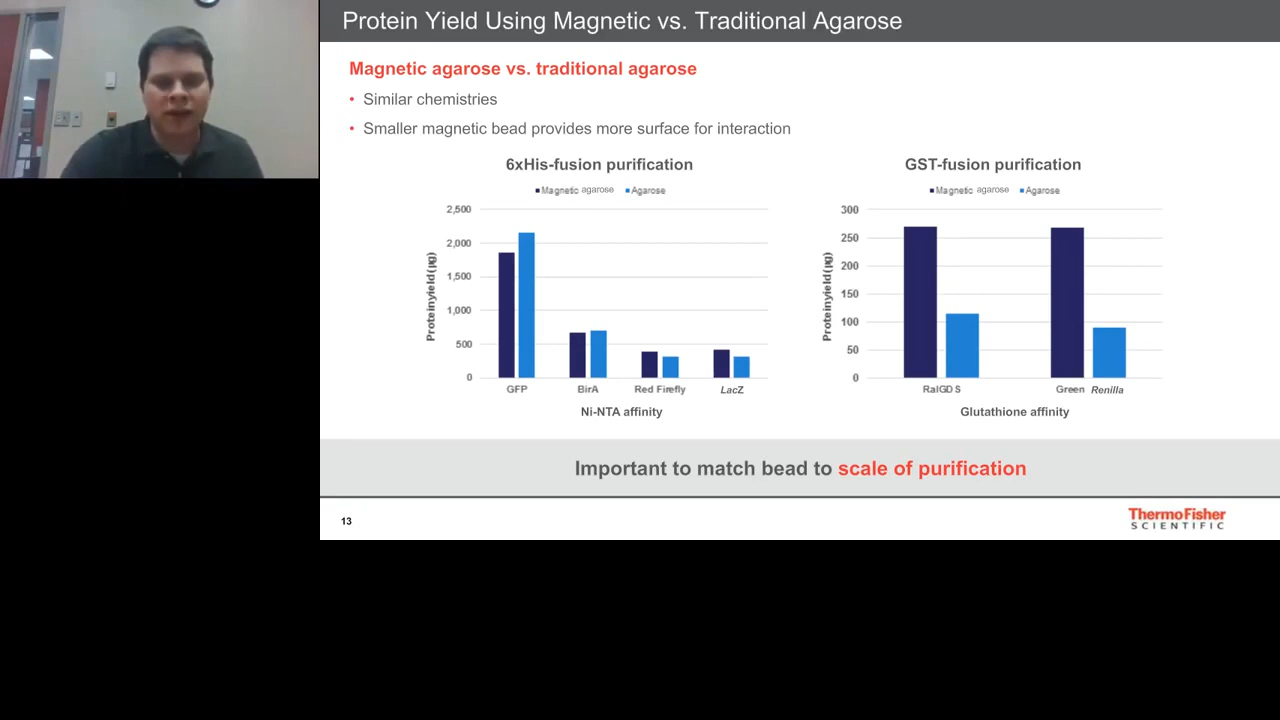 Protein Yield Using Magnetic vs. Traditional Agarose
Magnetic agarose vs. traditional agarose
• Similar chemistries
• Smaller magnetic bead provides more surface for interaction
6xHis-fusion purification
Magnetic agarose Agarose
2,500
2,000
1,500
1,000
500
0
Protein yield (µg)
GFP BirA Red Firefly LacZ
Ni-NTA affinity
GST-fusion purification
Magnetic agarose Agarose
300
250
200
150
100
50
0
Protein yield (µg)
RalGDS Green Renilla
Glutathione affinity
Important to match bead to scale of purification
13
ThermoFisher
SCIENTIFIC